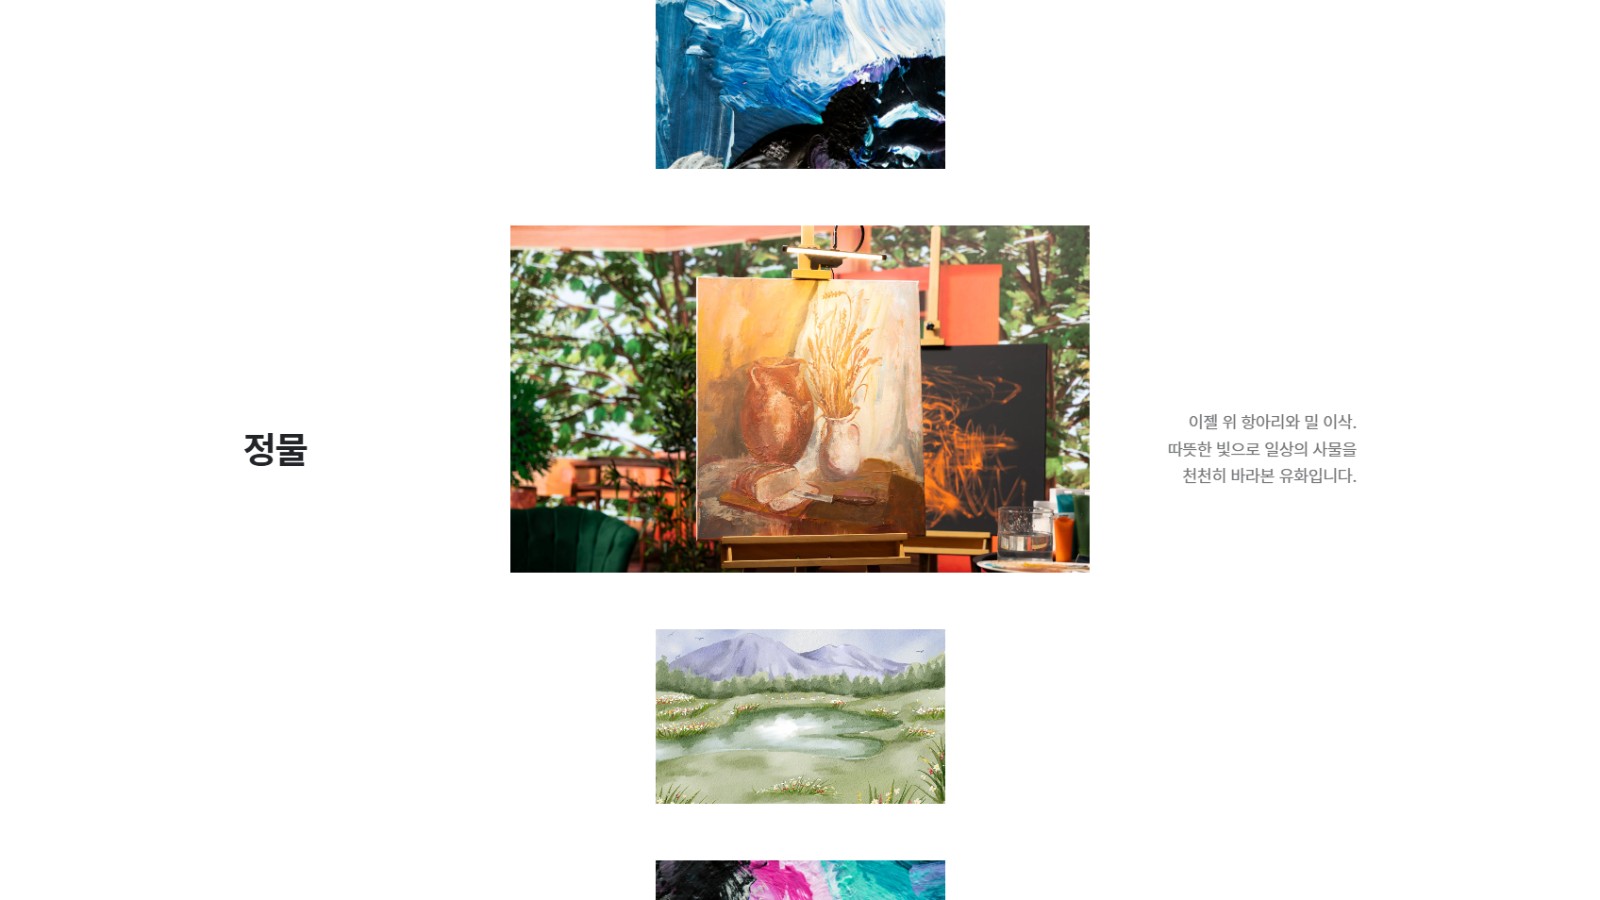 정물
이젤 위 항아리와 밀 이삭.
따뜻한 빛으로 일상의 사물을
천천히 바라본 유화입니다.